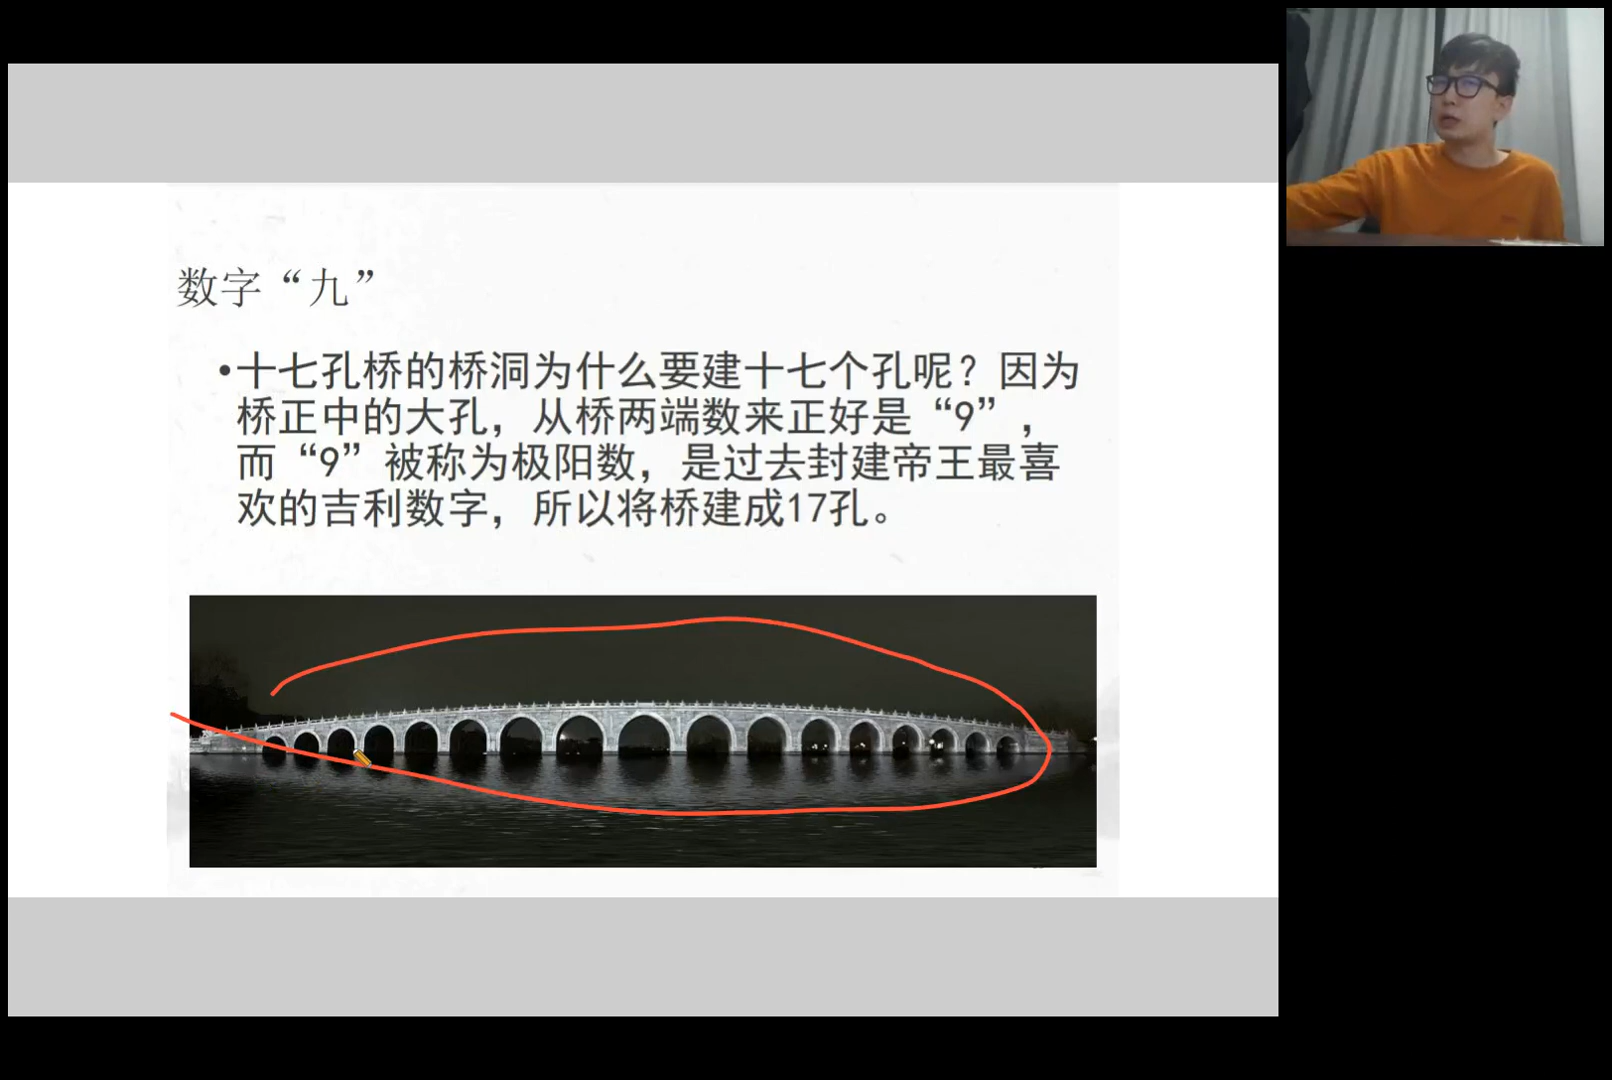 数字“九”
•十七孔桥的桥洞为什么要建十七个孔呢？因为
桥正中的大孔，从桥两端数来正好是“9”，
而“9”被称为极阳数，是过去封建帝王最喜
欢的吉利数字，所以将桥建成17孔。